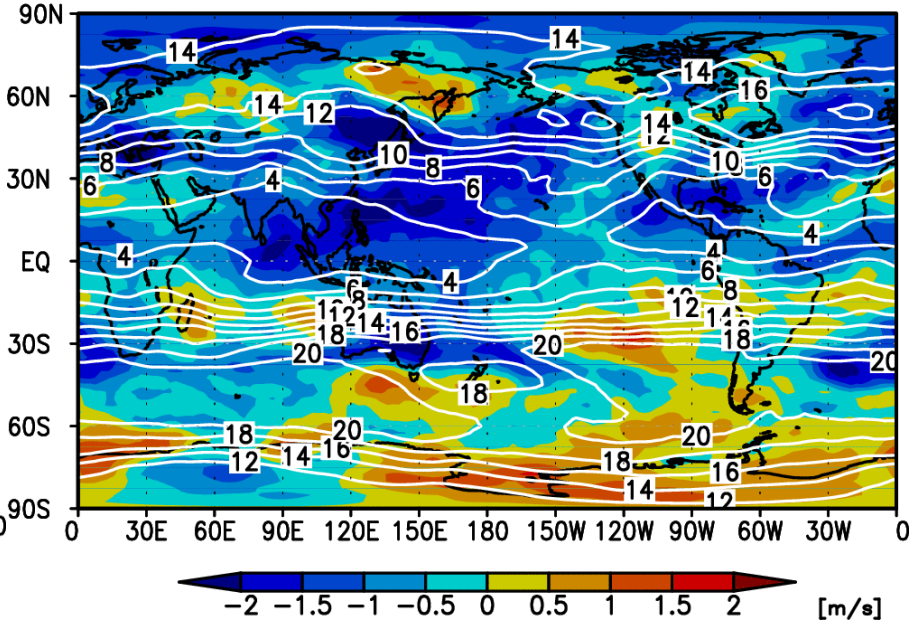 90N
14 14
14
60N 16
14 12 14
12
10 10
8 8
30N 6 4 6 6
4
EQ 4 4
4 6
6 8 8
10 12
12 14 16
14 16
18 18
30S 20 20
20
18
60S 18 20 20
12 14 16 18 16
14 12
90S
0
0 30E 60E 90E 120E 150E 180 150W 120W 90W 60W 30W 0
−2 −1.5 −1 −0.5 0 0.5 1 1.5 2 [m/s]